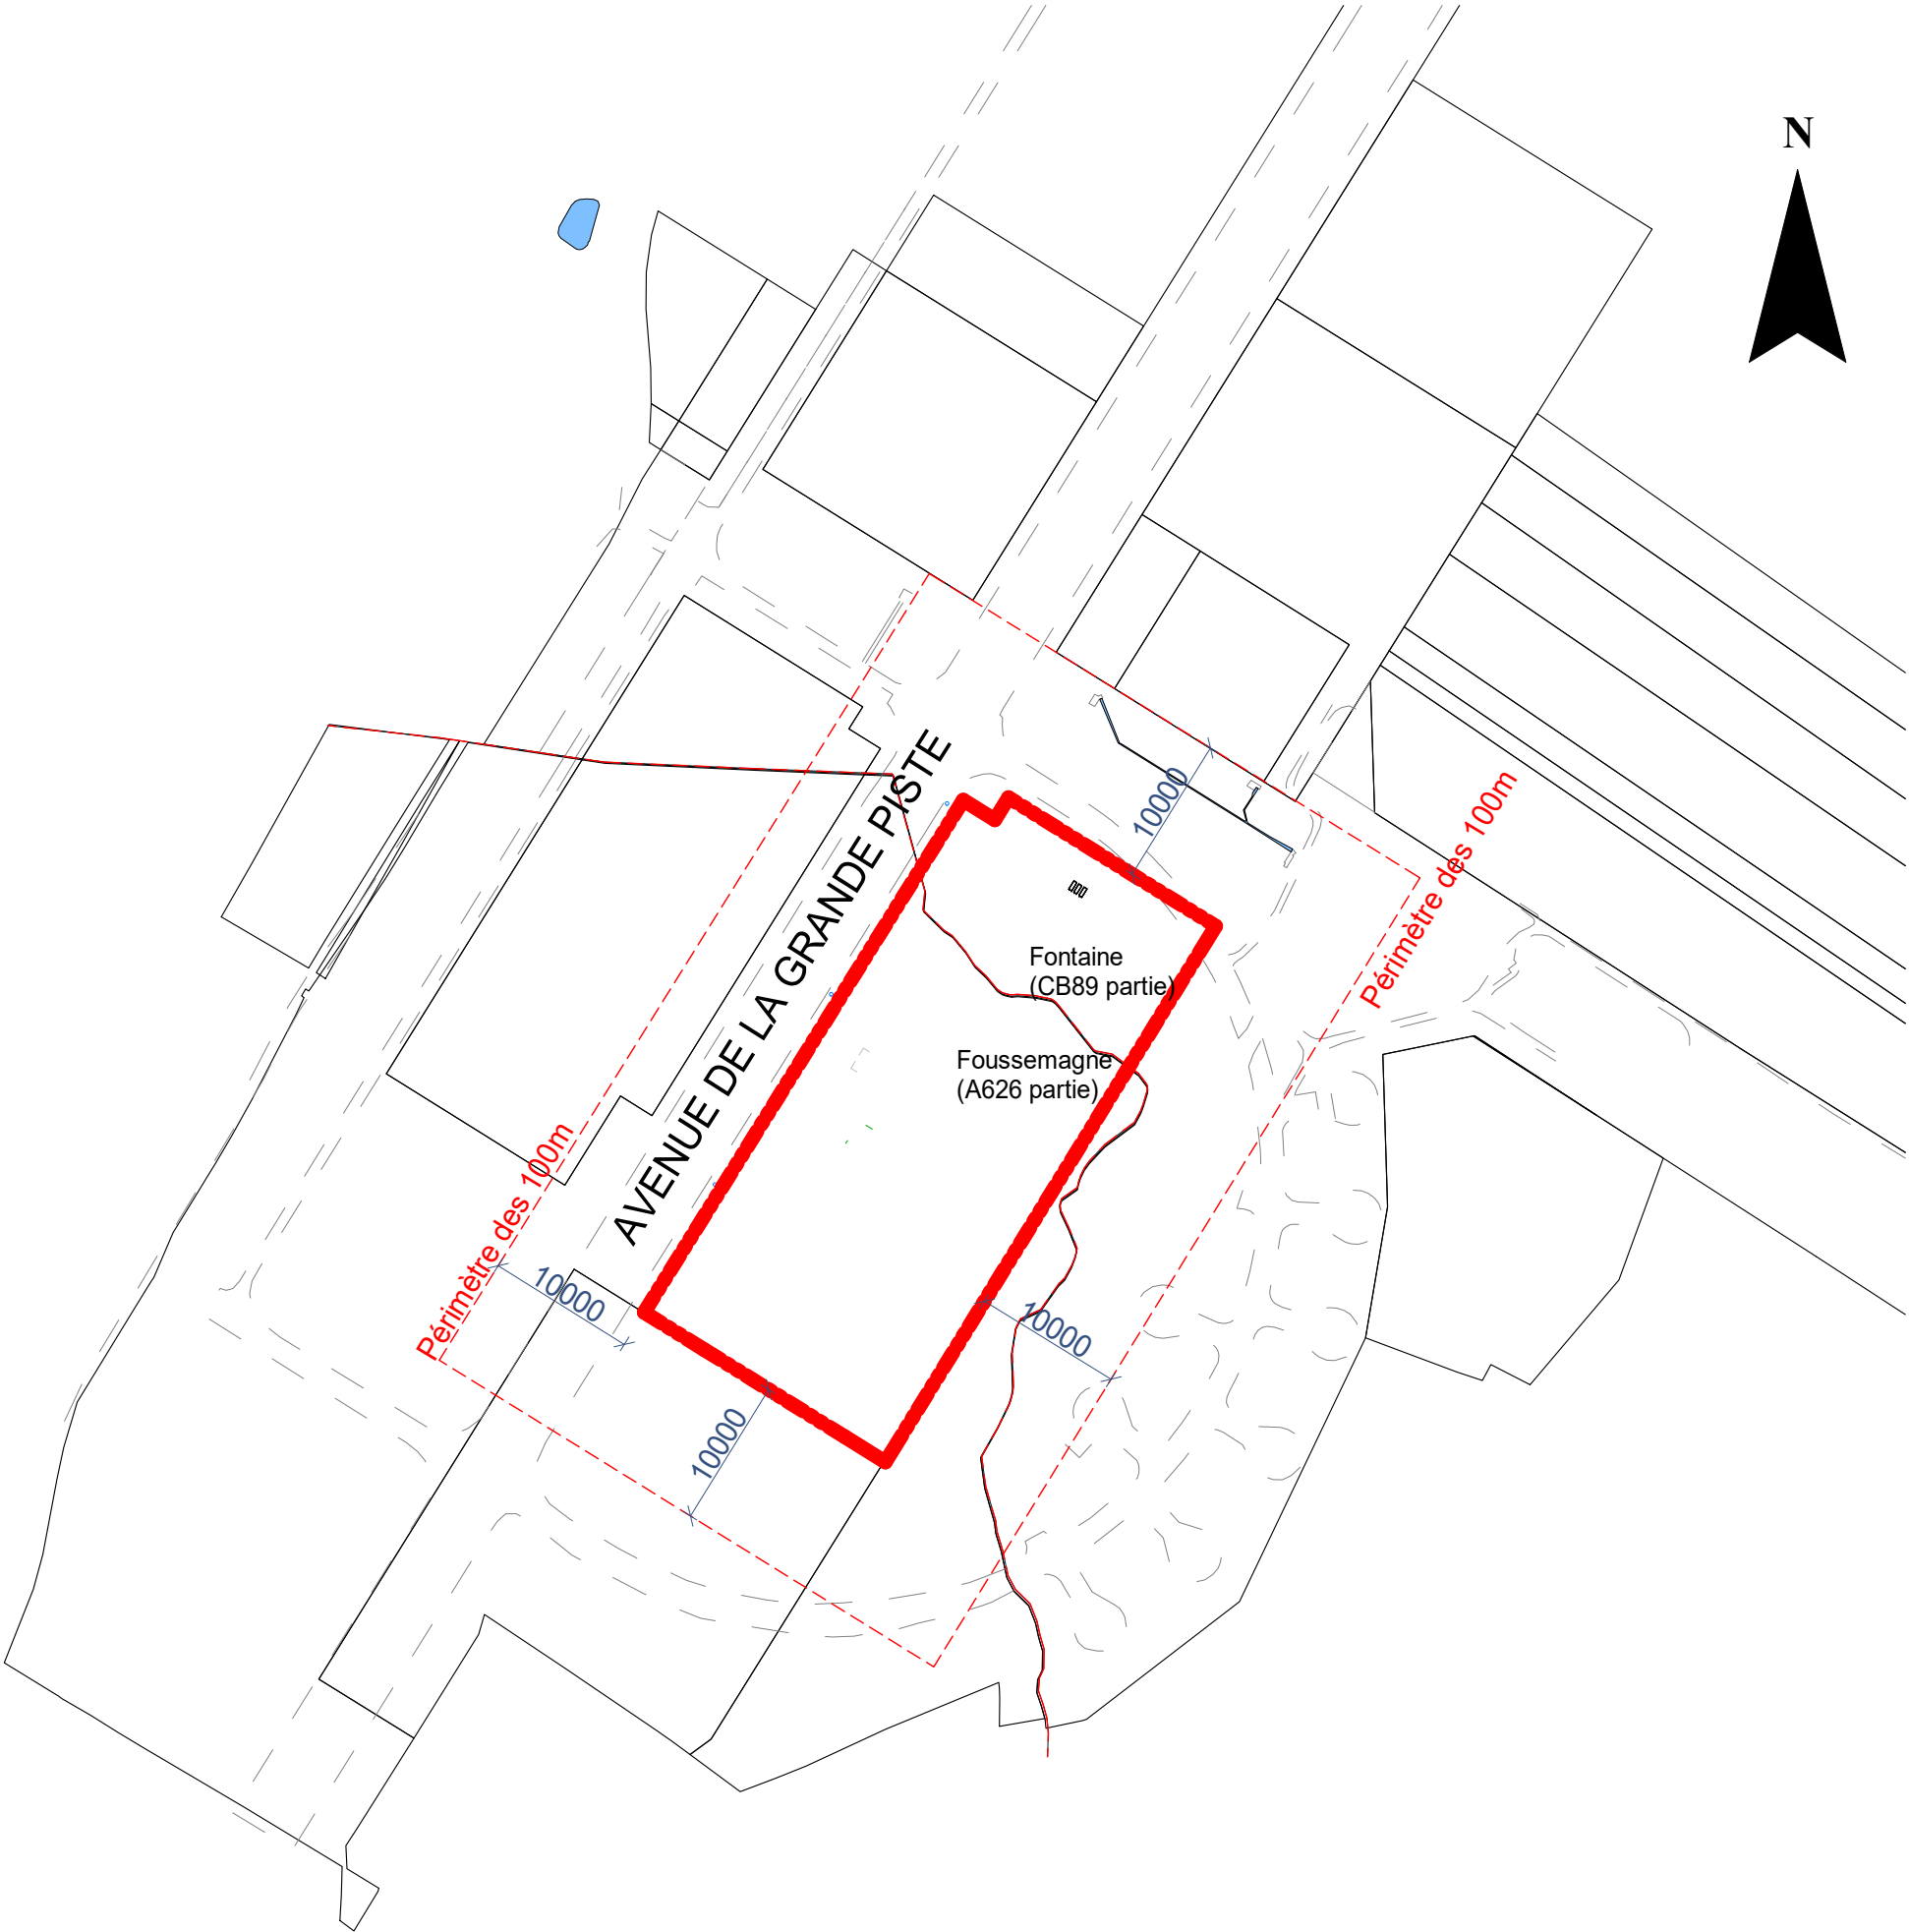 N
AVENUE DE LA GRANDE PISTE
10000
Périmètre des 100m
Fontaine
(CB89 partie)
Foussemagne
(A626 partie)
Périmètre des 100m
10000
10000
10000